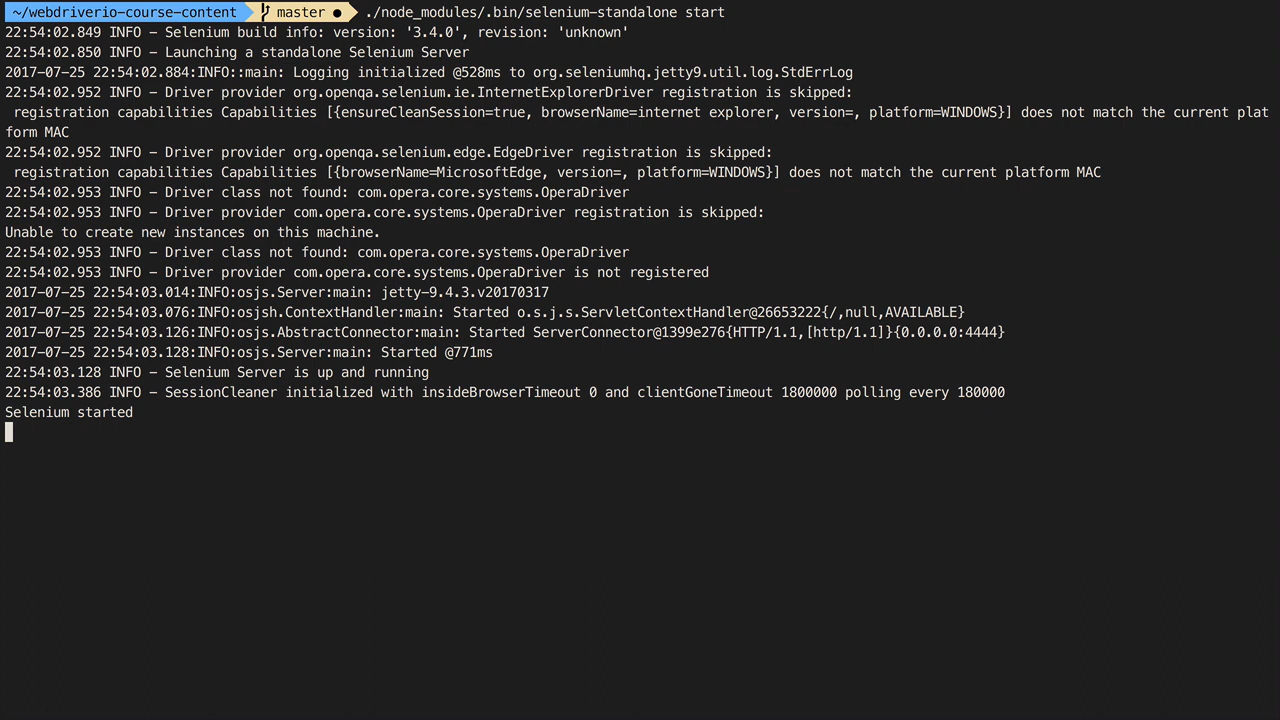 ~/webdriverio-course-content master ● ./node_modules/.bin/selenium-standalone start
22:54:02.849 INFO – Selenium build info: version: '3.4.0', revision: 'unknown'
22:54:02.850 INFO – Launching a standalone Selenium Server
2017-07-25 22:54:02.884:INFO::main: Logging initialized @528ms to org.seleniumhq.jetty9.util.log.StdErrLog
22:54:02.952 INFO – Driver provider org.openqa.selenium.ie.InternetExplorerDriver registration is skipped:
registration capabilities Capabilities [{ensureCleanSession=true, browserName=internet explorer, version=, platform=WINDOWS}] does not match the current plat
form MAC
22:54:02.952 INFO – Driver provider org.openqa.selenium.edge.EdgeDriver registration is skipped:
registration capabilities Capabilities [{browserName=MicrosoftEdge, version=, platform=WINDOWS}] does not match the current platform MAC
22:54:02.953 INFO – Driver class not found: com.opera.core.systems.OperaDriver
22:54:02.953 INFO – Driver provider com.opera.core.systems.OperaDriver registration is skipped:
Unable to create new instances on this machine.
22:54:02.953 INFO – Driver class not found: com.opera.core.systems.OperaDriver
22:54:02.953 INFO – Driver provider com.opera.core.systems.OperaDriver is not registered
2017-07-25 22:54:03.014:INFO:osjs.Server:main: jetty-9.4.3.v20170317
2017-07-25 22:54:03.076:INFO:osjsh.ContextHandler:main: Started o.s.j.s.ServletContextHandler@26653222{/,null,AVAILABLE}
2017-07-25 22:54:03.126:INFO:osjs.AbstractConnector:main: Started ServerConnector@1399e276{HTTP/1.1,[http/1.1]}{0.0.0.0:4444}
2017-07-25 22:54:03.128:INFO:osjs.Server:main: Started @771ms
22:54:03.128 INFO – Selenium Server is up and running
22:54:03.386 INFO – SessionCleaner initialized with insideBrowserTimeout 0 and clientGoneTimeout 1800000 polling every 180000
Selenium started